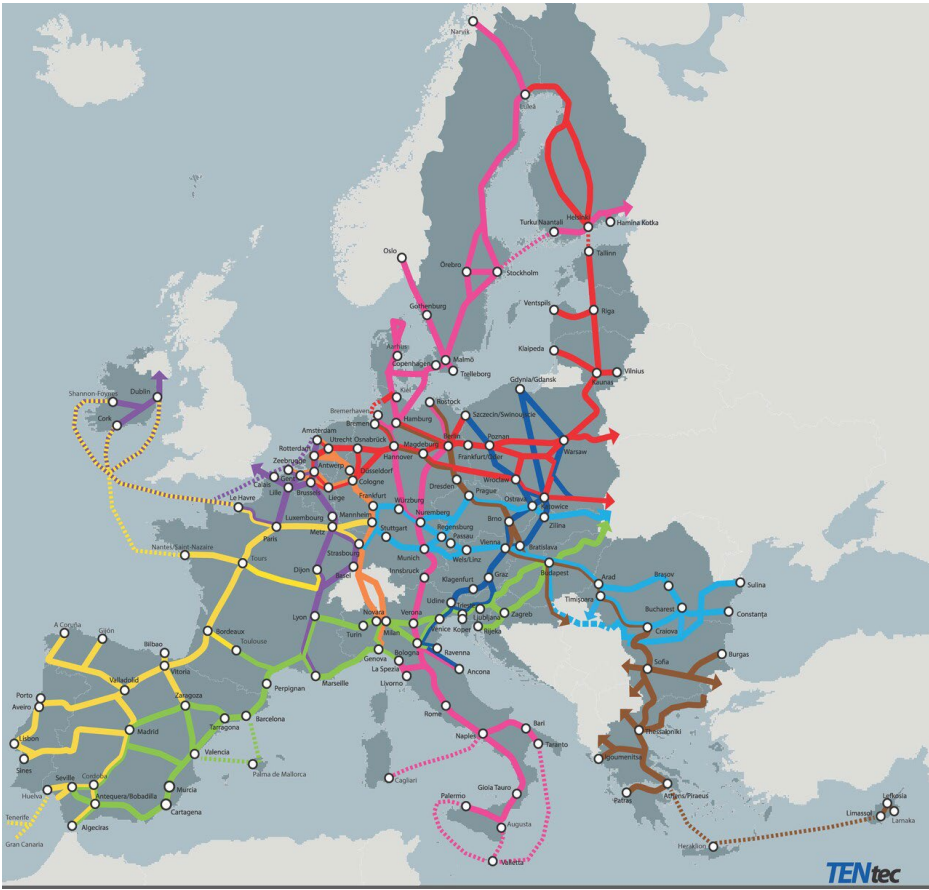 Narvik
Luleå
Turku Naantali
Helsinki
Hamina Kotka
Oslo
Örebro
Stockholm
Tallinn
Gothenburg
Ventspils
Riga
Aarhus
Copenhagen
Malmö
Trelleborg
Klaipeda
Kaunas
Vilnius
Shannon-Foynes
Dublin
Cork
Kiel
Rostock
Gdynia/Gdansk
Bremerhaven
Bremen
Hamburg
Szczecin/Swinoujscie
Amsterdam
Utrecht
Osnabrück
Magdeburg
Berlin
Poznan
Rotterdam
Hannover
Frankfurt/Oder
Warsaw
Zeebrugge
Antwerp
Düsseldorf
Calais
Gent
Cologne
Dresden
Wroclaw
Lille
Brussels
Liege
Frankfurt
Prague
Ostrava
Katowice
Le Havre
Würzburg
Luxembourg
Mannheim
Nuremberg
Regensburg
Brno
Zilina
Paris
Metz
Stuttgart
Passau
Nantes/Saint-Nazaire
Tours
Strasbourg
Munich
Wels/Linz
Vienna
Bratislava
Dijon
Basel
Innsbruck
Klagenfurt
Graz
Budapest
Arad
Brașov
Sulina
Timișoara
Udine
Trieste
Ljubljana
Zagreb
Bucharest
Constanța
Lyon
Novara
Verona
Venice
Koper
Rijeka
Craiova
Turin
Milan
A Coruña
Gijón
Bilbao
Bordeaux
Toulouse
Genova
Bologna
Ravenna
Sofia
Burgas
Vitoria
La Spezia
Ancona
Valladolid
Perpignan
Marseille
Livorno
Porto
Aveiro
Zaragoza
Rome
Lisbon
Madrid
Tarragona
Barcelona
Naples
Bari
Taranto
Thessaloniki
Sines
Valencia
Palma de Mallorca
Cagliari
Igoumenitsa
Huelva
Seville
Cordoba
Murcia
Gioia Tauro
Patras
Athens/Piraeus
Antequera/Bobadilla
Cartagena
Palermo
Lefkosia
Tenerife
Algeciras
Augusta
Limassol
Larnaka
Gran Canaria
Valletta
Heraklion
TENtec